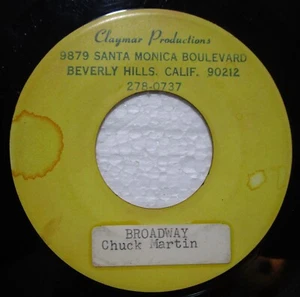 Claymar Productions
9879 SANTA MONICA BOULEVARD
BEVERLY HILLS. CALIF. 90212
278-0737
BROADWAY
Chuck Martin